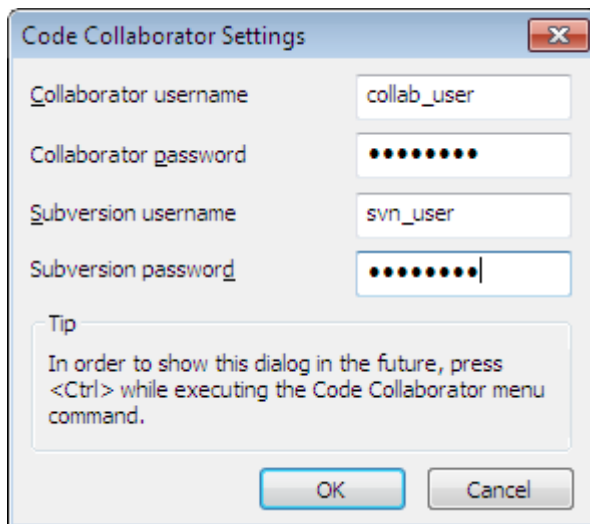 Code Collaborator Settings
Collaborator username collab_user
Collaborator password ●●●●●●●●
Subversion username svn_user
Subversion password ●●●●●●●●
Tip
In order to show this dialog in the future, press
<Ctrl> while executing the Code Collaborator menu
command.
OK Cancel